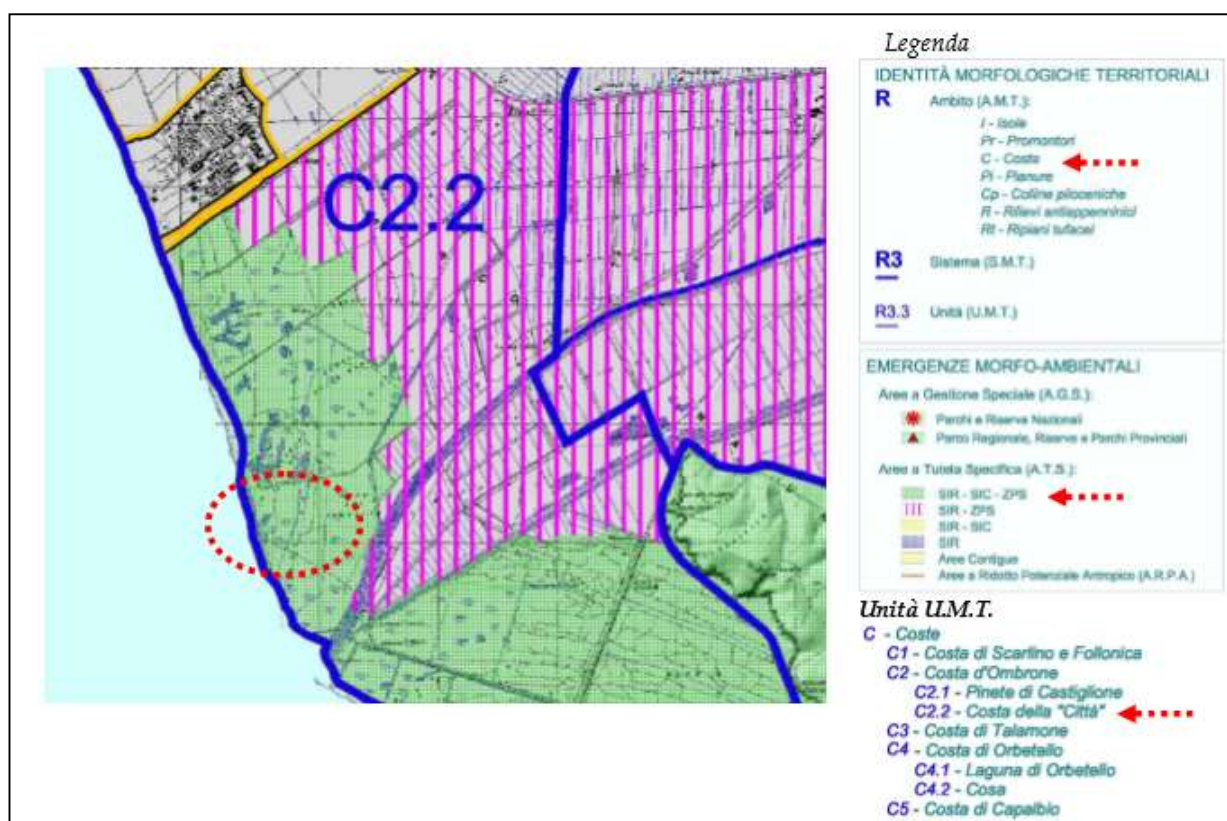 Legenda
IDENTITÀ MORFOLOGICHE TERRITORIALI
R Ambito (A.M.T.):
I - Isole
Pr - Promontori
C - Coste
Pi - Pianure
Cp - Colline plioceniche
R - Rilievi antiappenninici
Rt - Ripiani tufacei
R3 Sistema (S.M.T.)
R3.3 Unità (U.M.T.)
C2.2
EMERGENZE MORFO-AMBIENTALI
Aree a Gestione Speciale (A.G.S.):
Parchi e Riserva Nazionali
Parco Regionale, Riserve e Parchi Provinciali
Aree a Tutela Specifica (A.T.S.):
SIR - SIC - ZPS
SIR - ZPS
SIR - SIC
SIR
Aree Contigue
Aree a Ridotto Potenziale Antropico (A.R.P.A.)
Unità U.M.T.
C - Coste
C1 - Costa di Scarlino e Follonica
C2 - Costa d'Ombrone
C2.1 - Pinete di Castiglione
C2.2 - Costa della "Città"
C3 - Costa di Talamone
C4 - Costa di Orbetello
C4.1 - Laguna di Orbetello
C4.2 - Cosa
C5 - Costa di Capalbio